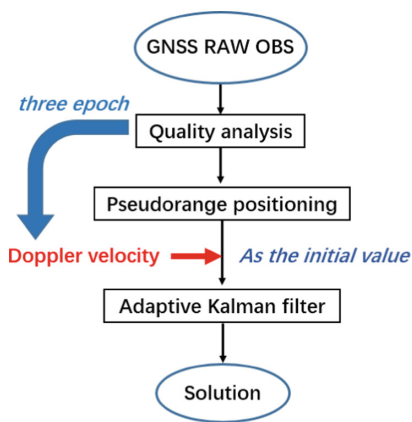 GNSS RAW OBS
three epoch
Quality analysis
Pseudorange positioning
Doppler velocity
As the initial value
Adaptive Kalman filter
Solution